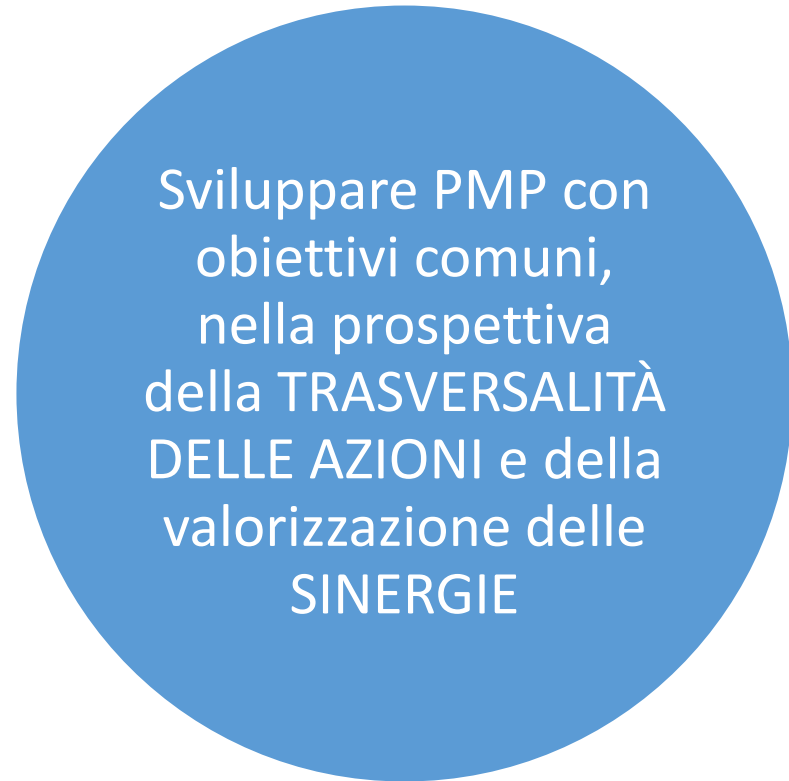 Sviluppare PMP con
obiettivi comuni,
nella prospettiva
della TRASVERSALITÀ
DELLE AZIONI e della
valorizzazione delle
SINERGIE